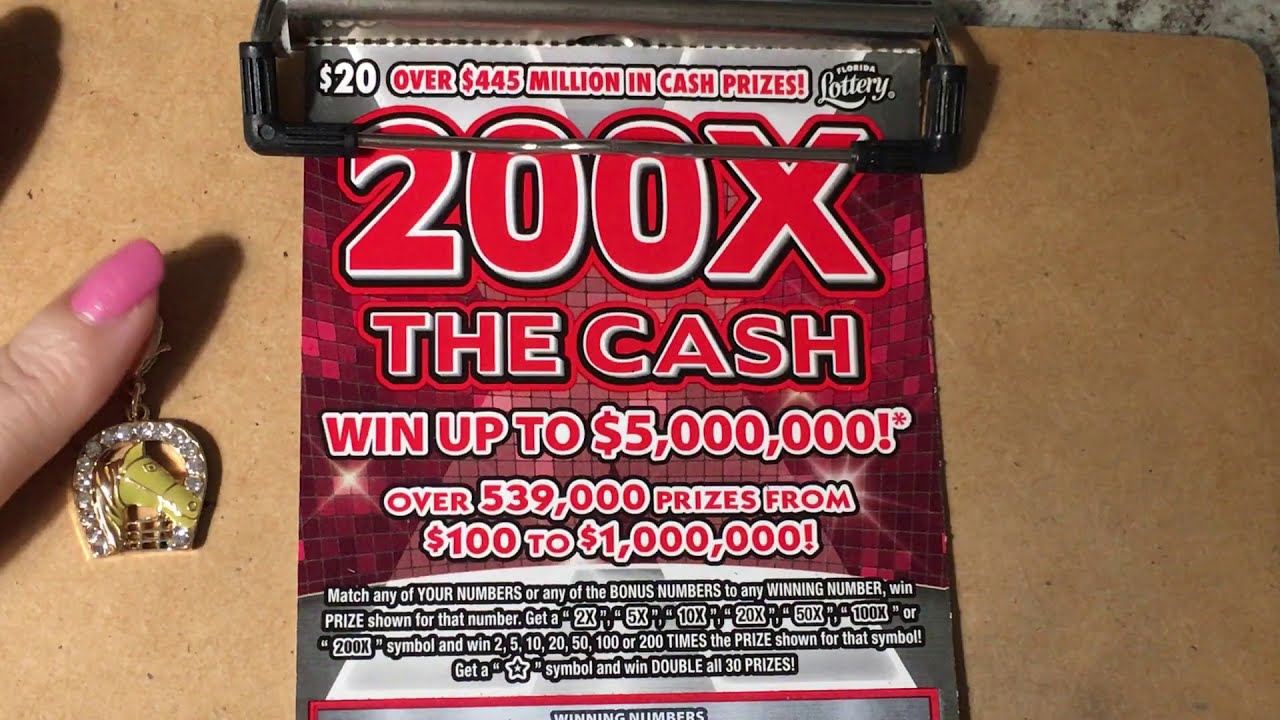 $20 OVER $445 MILLION IN CASH PRIZES! FLORIDA Lottery®
200X
THE CASH
WIN UP TO $5,000,000!*
OVER 539,000 PRIZES FROM
$100 TO $1,000,000!
Match any of YOUR NUMBERS or any of the BONUS NUMBERS to any WINNING NUMBER, win
PRIZE shown for that number. Get a "2X", "5X", "10X", "20X", "50X", "100X" or
"200X" symbol and win 2, 5, 10, 20, 50, 100 or 200 TIMES the PRIZE shown for that symbol!
Get a "☆" symbol and win DOUBLE all 30 PRIZES!
WINNING NUMBERS